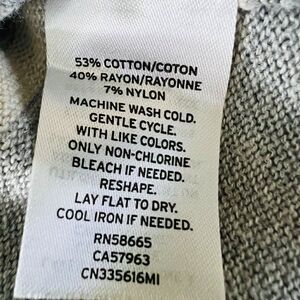 53% COTTON/COTON
40% RAYON/RAYONNE
7% NYLON
MACHINE WASH COLD.
GENTLE CYCLE.
WITH LIKE COLORS.
ONLY NON-CHLORINE
BLEACH IF NEEDED.
RESHAPE.
LAY FLAT TO DRY.
COOL IRON IF NEEDED.
RN58665
CA57963
CN335616MI